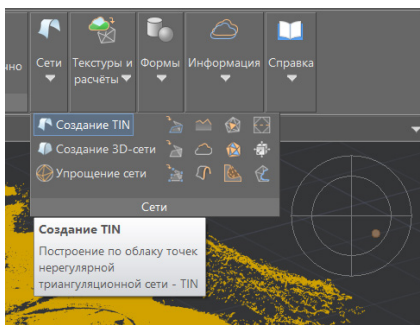 чно
Сети
Текстуры и
расчёты
Формы
Информация
Справка
Создание TIN
Создание 3D-сети
Упрощение сети
Сети
Создание TIN
Построение по облаку точек
нерегулярной
триангуляционной сети - TIN